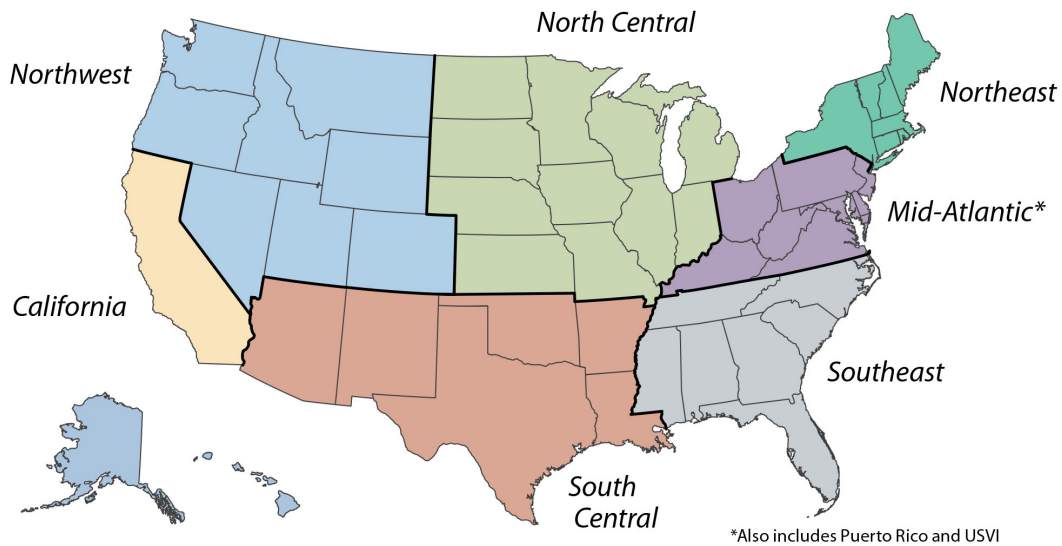 North Central
Northwest
Northeast
Mid-Atlantic*
California
Southeast
South
Central
*Also includes Puerto Rico and USVI